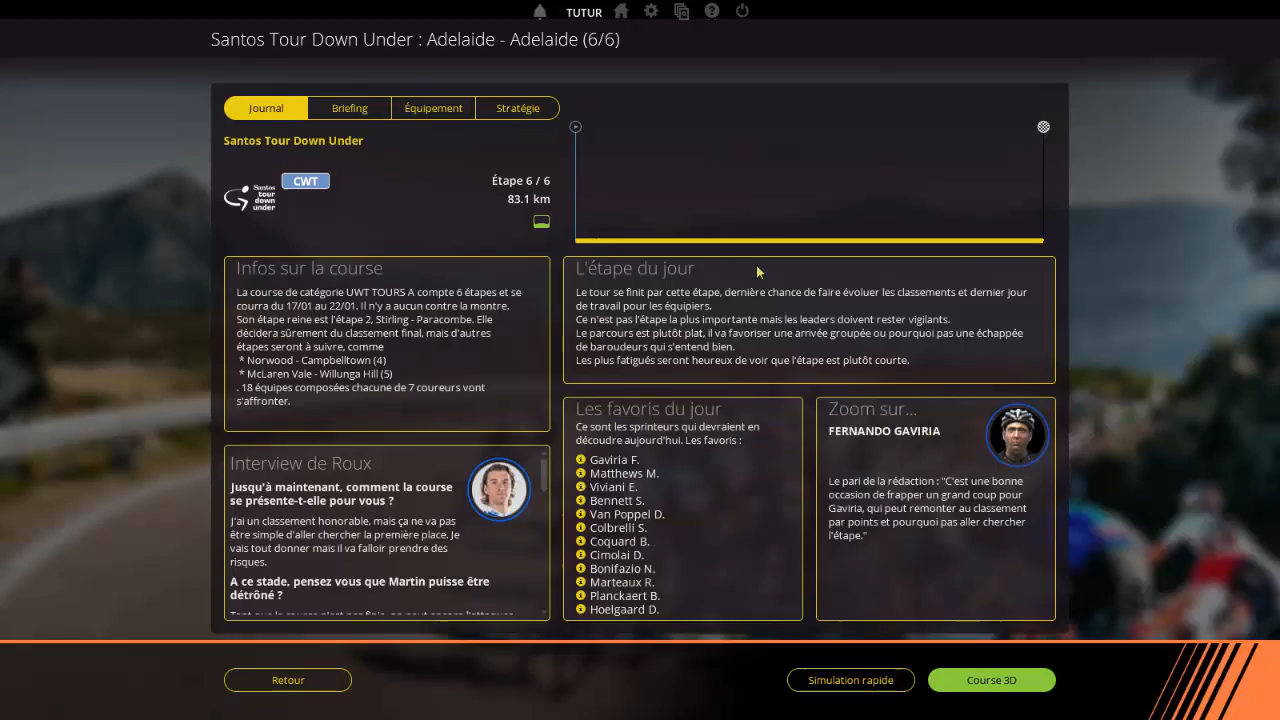 TUTUR
Santos Tour Down Under : Adelaide - Adelaide (6/6)
Journal
Briefing
Équipement
Stratégie
Santos Tour Down Under
Santos
tour
down
under
CWT
Étape 6 / 6
83.1 km
Infos sur la course
La course de catégorie UWT TOURS A compte 6 étapes et se
courra du 17/01 au 22/01. Il n'y a aucun contre la montre.
Son étape reine est l'étape 2, Stirling - Paracombe. Elle
décidera sûrement du classement final, mais d'autres
étapes seront à suivre, comme
* Norwood - Campbelltown (4)
* McLaren Vale - Willunga Hill (5)
. 18 équipes composées chacune de 7 coureurs vont
s'affronter.
L'étape du jour
Le tour se finit par cette étape, dernière chance de faire évoluer les classements et dernier jour
de travail pour les équipiers.
Ce n'est pas l'étape la plus importante mais les leaders doivent rester vigilants.
Le parcours est plutôt plat, il va favoriser une arrivée groupée ou pourquoi pas une échappée
de baroudeurs qui s'entend bien.
Les plus fatigués seront heureux de voir que l'étape est plutôt courte.
Interview de Roux
Jusqu'à maintenant, comment la course
se présente-t-elle pour vous ?
J'ai un classement honorable, mais ça ne va pas
être simple d'aller chercher la première place. Je
vais tout donner mais il va falloir prendre des
risques.
A ce stade, pensez vous que Martin puisse être
détrôné ?
Les favoris du jour
Ce sont les sprinteurs qui devraient en
découdre aujourd'hui. Les favoris :
Gaviria F.
Matthews M.
Viviani E.
Bennett S.
Van Poppel D.
Colbrelli S.
Coquard B.
Cimolai D.
Bonifazio N.
Marteaux R.
Planckaert B.
Hoelgaard D.
Zoom sur...
FERNANDO GAVIRIA
Le pari de la rédaction : "C'est une bonne
occasion de frapper un grand coup pour
Gaviria, qui peut remonter au classement
par points et pourquoi pas aller chercher
l'étape."
Retour
Simulation rapide
Course 3D